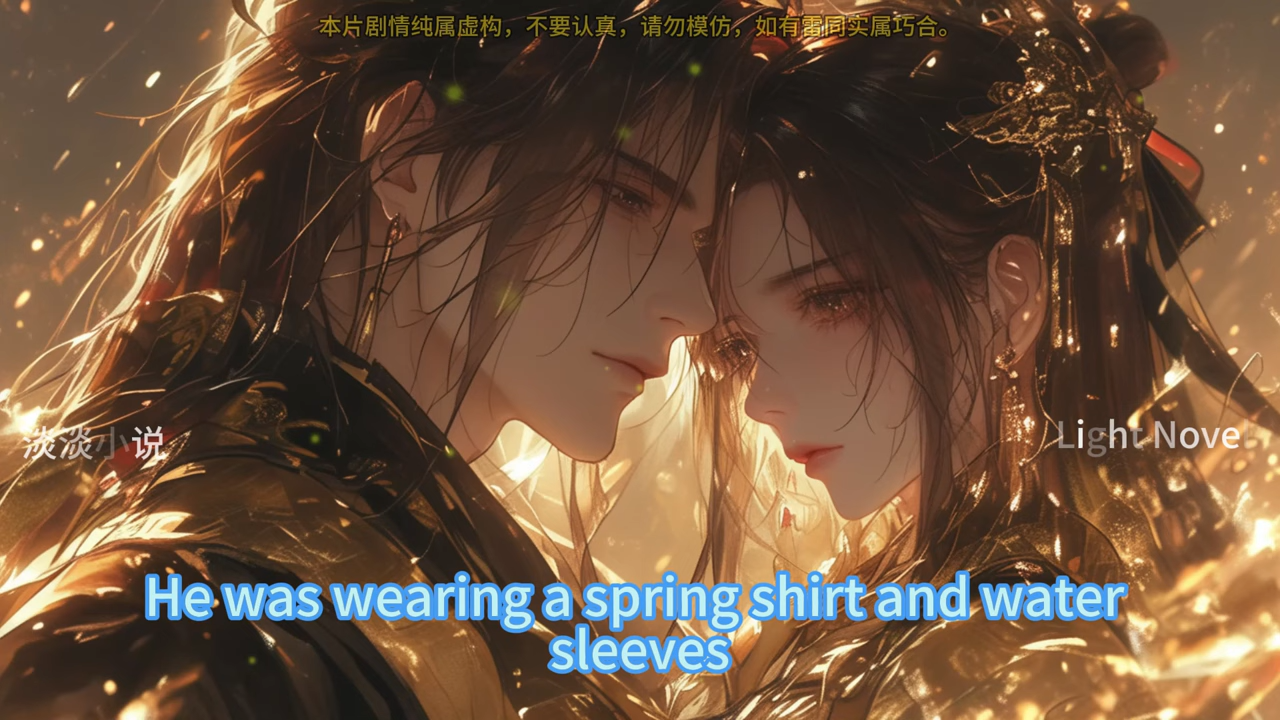 本片剧情纯属虚构，不要认真，请勿模仿，如有雷同实属巧合。
淡淡小说
Light Nove
He was wearing a spring shirt and water
sleeves